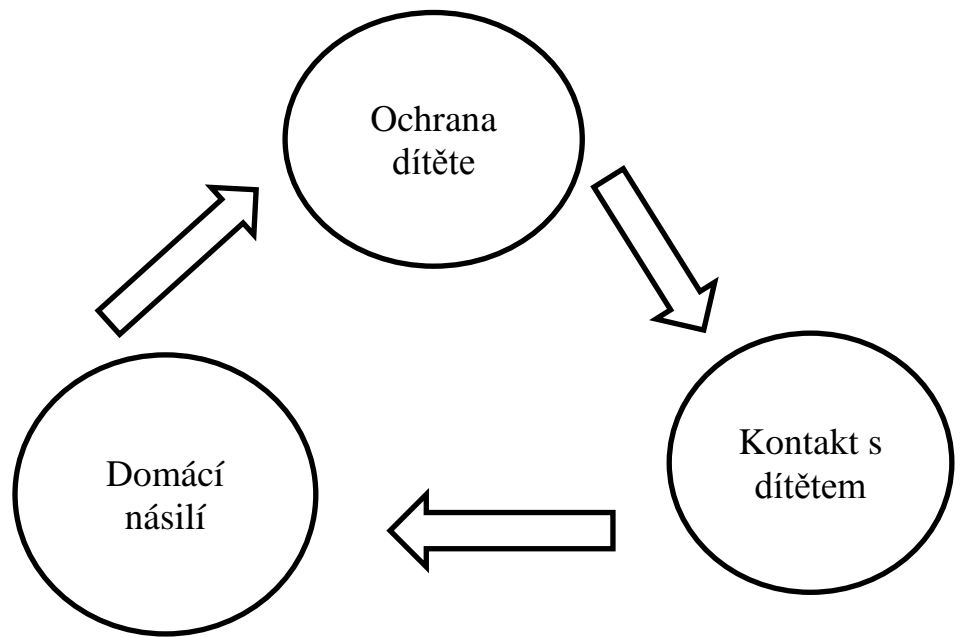 Ochrana
dítěte
Kontakt s
dítětem
Domácí
násilí